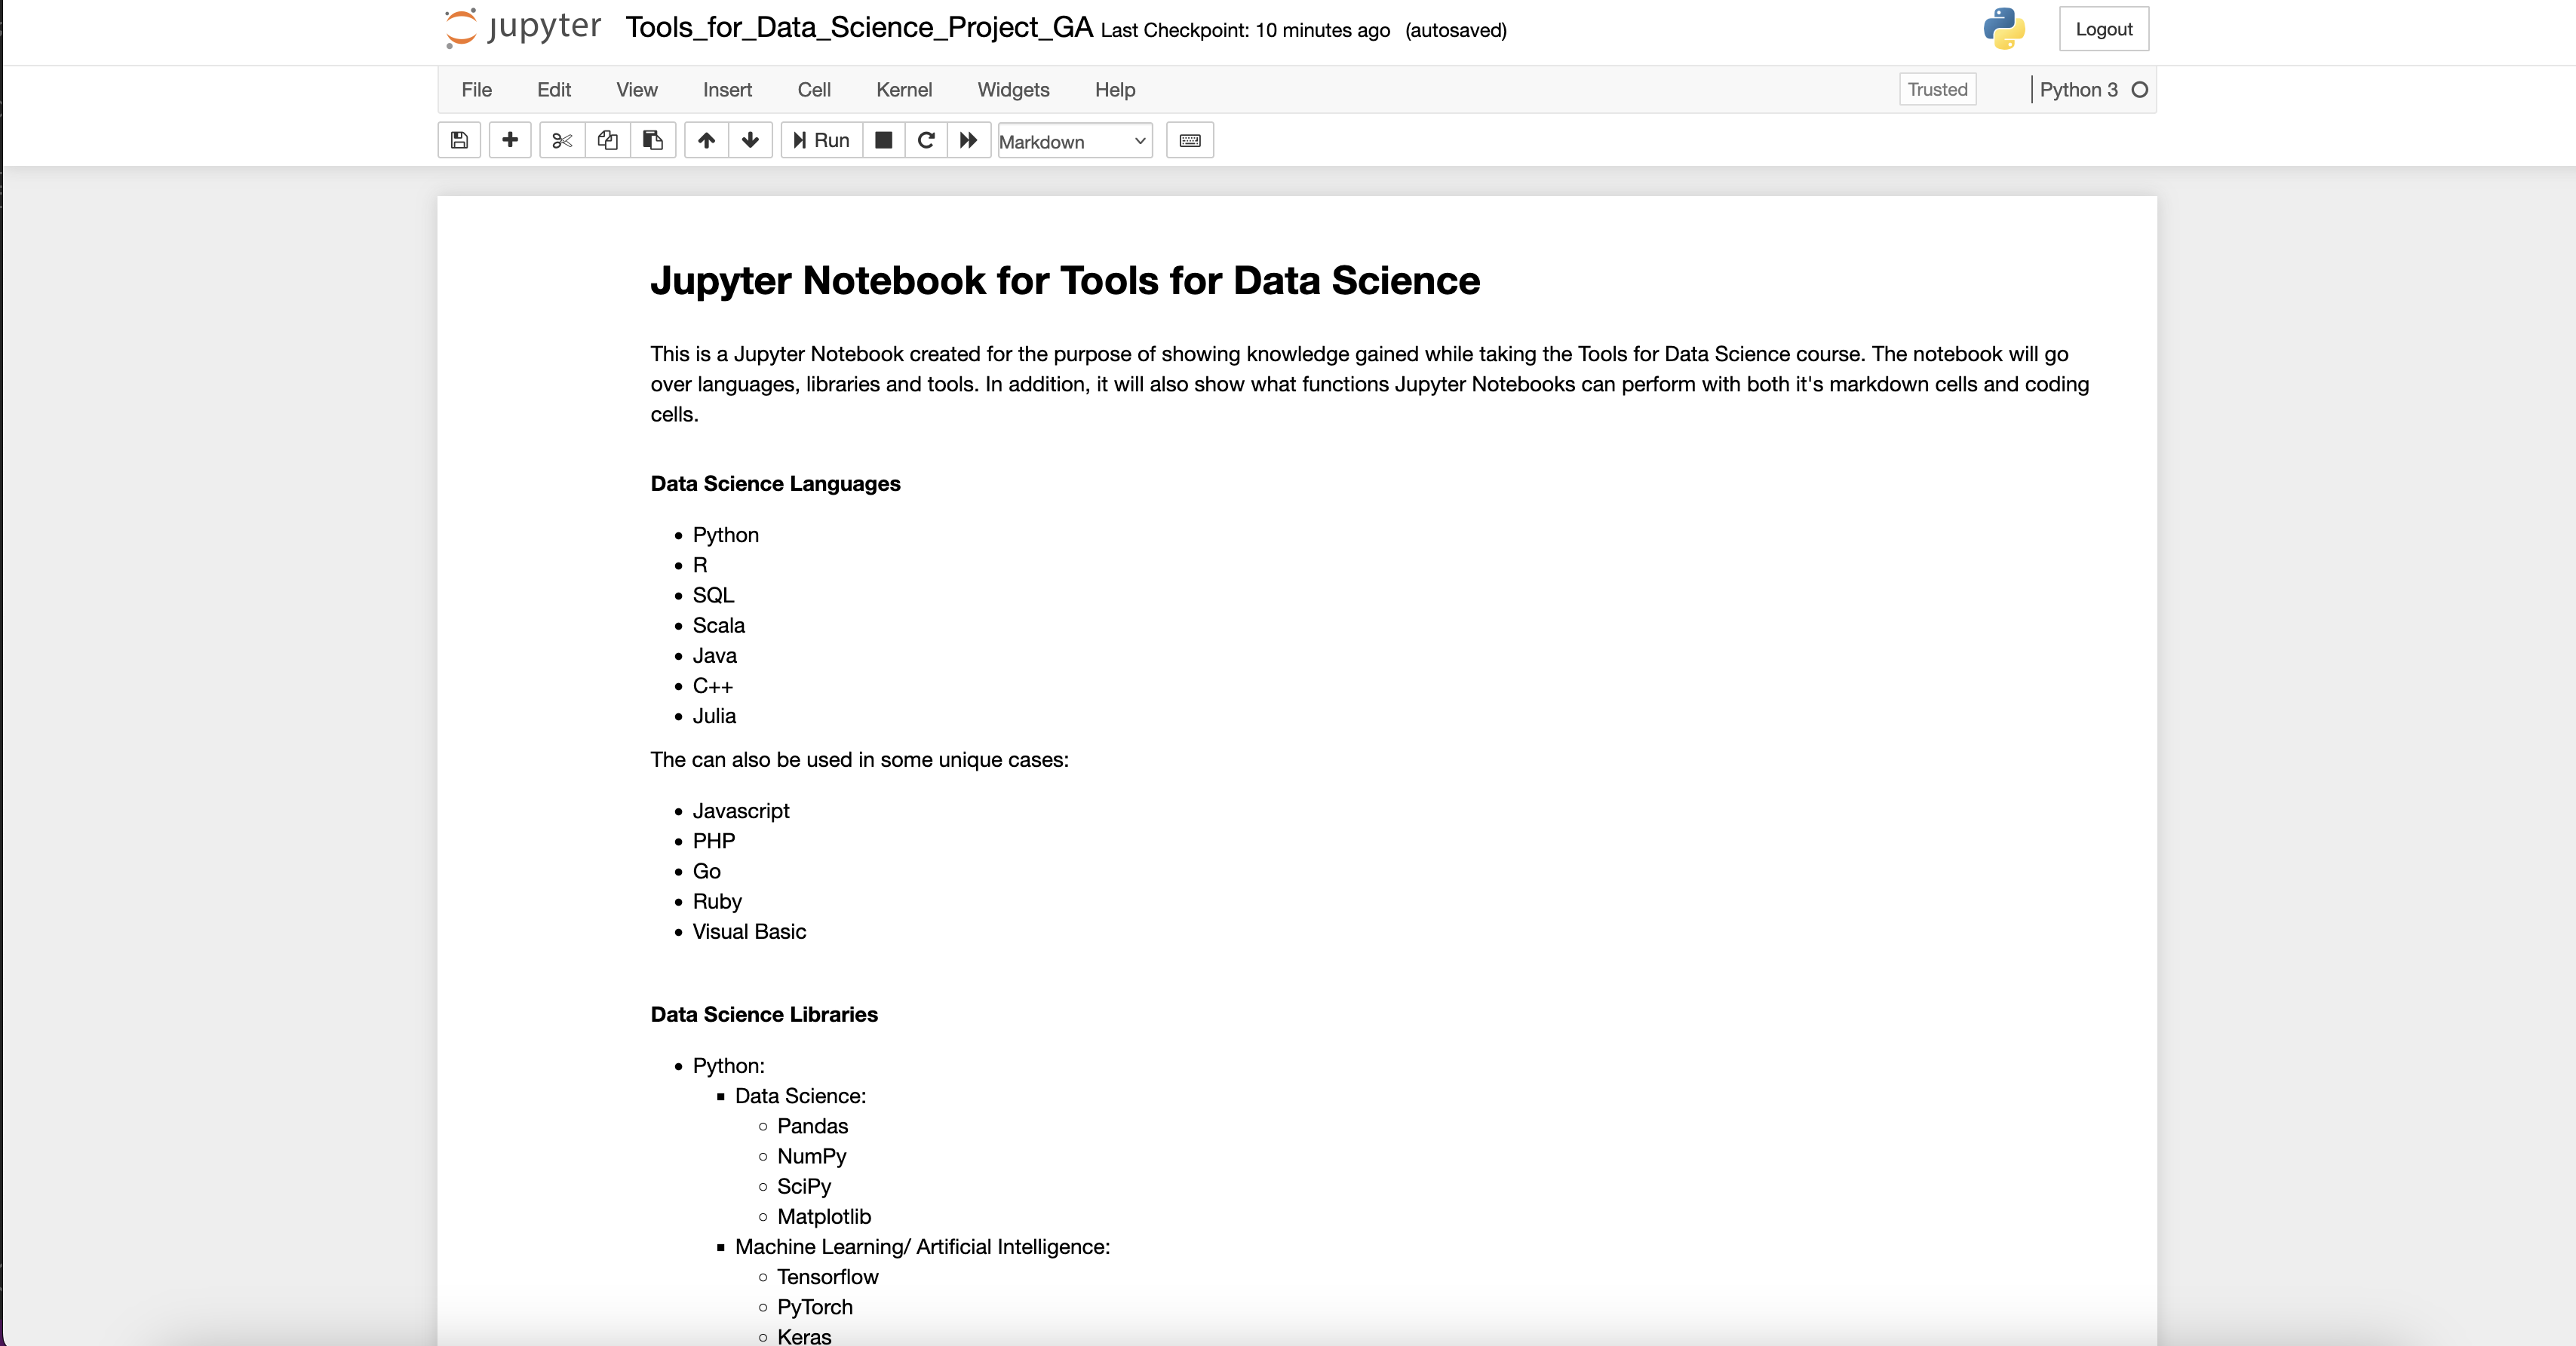 jupyter Tools_for_Data_Science_Project_GA Last Checkpoint: 10 minutes ago (autosaved) Logout
File Edit View Insert Cell Kernel Widgets Help Trusted Python 3
Run Markdown
Jupyter Notebook for Tools for Data Science
This is a Jupyter Notebook created for the purpose of showing knowledge gained while taking the Tools for Data Science course. The notebook will go
over languages, libraries and tools. In addition, it will also show what functions Jupyter Notebooks can perform with both it's markdown cells and coding
cells.
Data Science Languages
Python
R
SQL
Scala
Java
C++
Julia
The can also be used in some unique cases:
Javascript
PHP
Go
Ruby
Visual Basic
Data Science Libraries
Python:
Data Science:
Pandas
NumPy
SciPy
Matplotlib
Machine Learning/ Artificial Intelligence:
Tensorflow
PyTorch
Keras